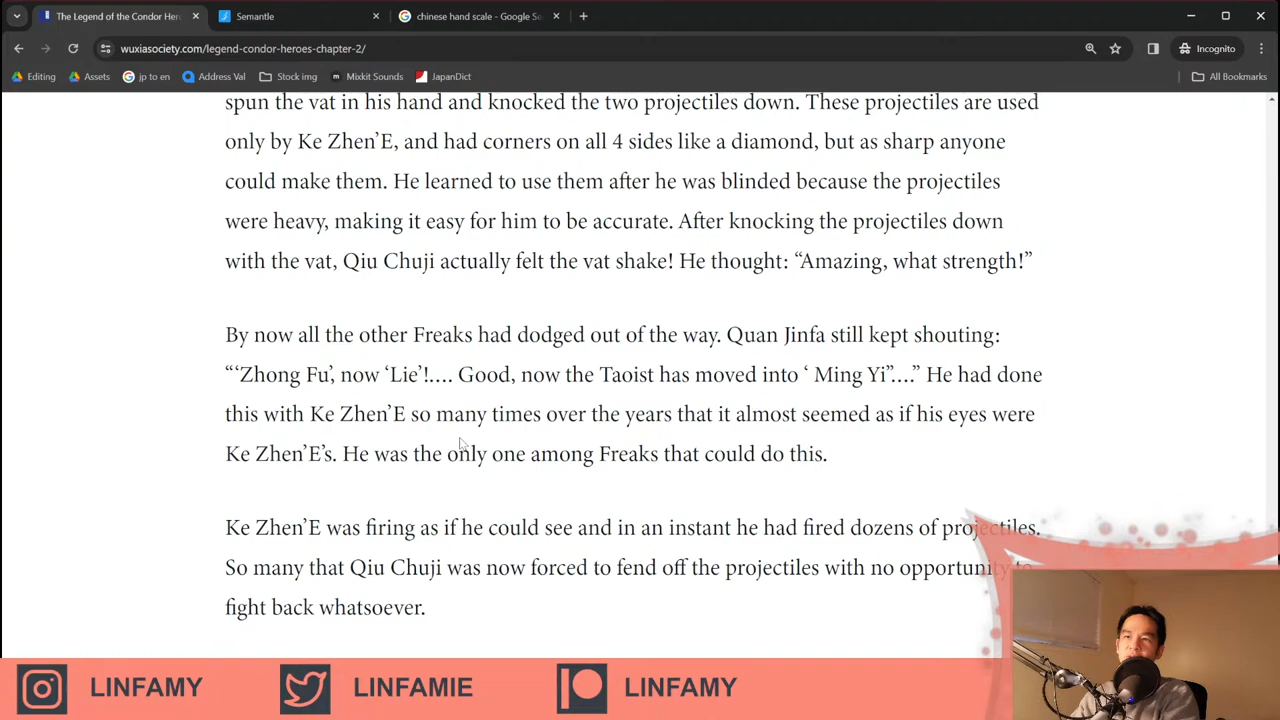 The Legend of the Condor Her
Semantle
chinese hand scale - Google Se
wuxiasociety.com/legend-condor-heroes-chapter-2/
Incognito
Editing
Assets
jp to en
Address Val
Stock img
Mixkit Sounds
JapanDict
All Bookmarks
spun the vat in his hand and knocked the two projectiles down. These projectiles are used
only by Ke Zhen’E, and had corners on all 4 sides like a diamond, but as sharp anyone
could make them. He learned to use them after he was blinded because the projectiles
were heavy, making it easy for him to be accurate. After knocking the projectiles down
with the vat, Qiu Chuji actually felt the vat shake! He thought: “Amazing, what strength!”
By now all the other Freaks had dodged out of the way. Quan Jinfa still kept shouting:
“‘Zhong Fu’, now ‘Lie’!…. Good, now the Taoist has moved into ‘ Ming Yi”….” He had done
this with Ke Zhen’E so many times over the years that it almost seemed as if his eyes were
Ke Zhen’E’s. He was the only one among Freaks that could do this.
Ke Zhen’E was firing as if he could see and in an instant he had fired dozens of projectiles.
So many that Qiu Chuji was now forced to fend off the projectiles with no opportunity to
fight back whatsoever.
LINFAMY
LINFAMIE
LINFAMY